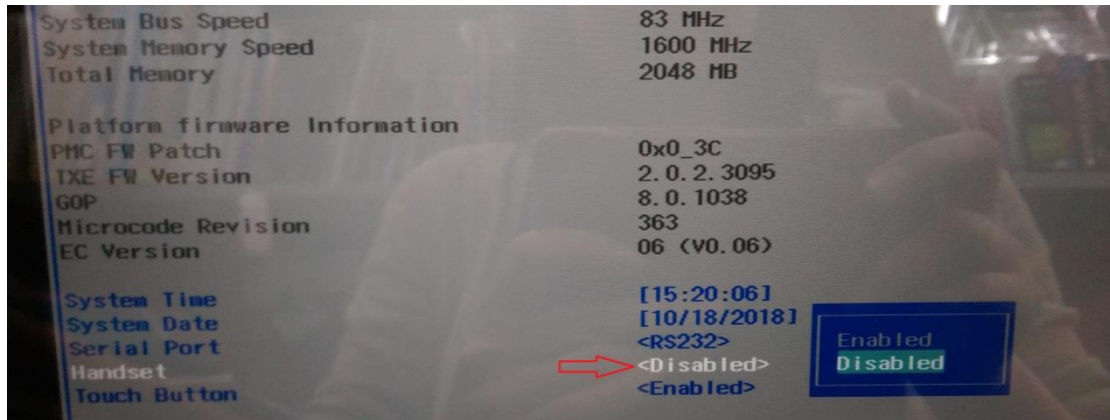 System Bus Speed 83 MHz
System Memory Speed 1600 MHz
Total Memory 2048 MB
Platform firmware Information
PMC FW Patch 0x0_3C
TXE FW Version 2.0.2.3095
GOP 8.0.1038
Microcode Revision 363
EC Version 06 (V0.06)
System Time [15:20:06]
System Date [10/18/2018]
Serial Port <RS232>
Handset <Disabled>
Touch Button <Enabled>
Enabled
Disabled